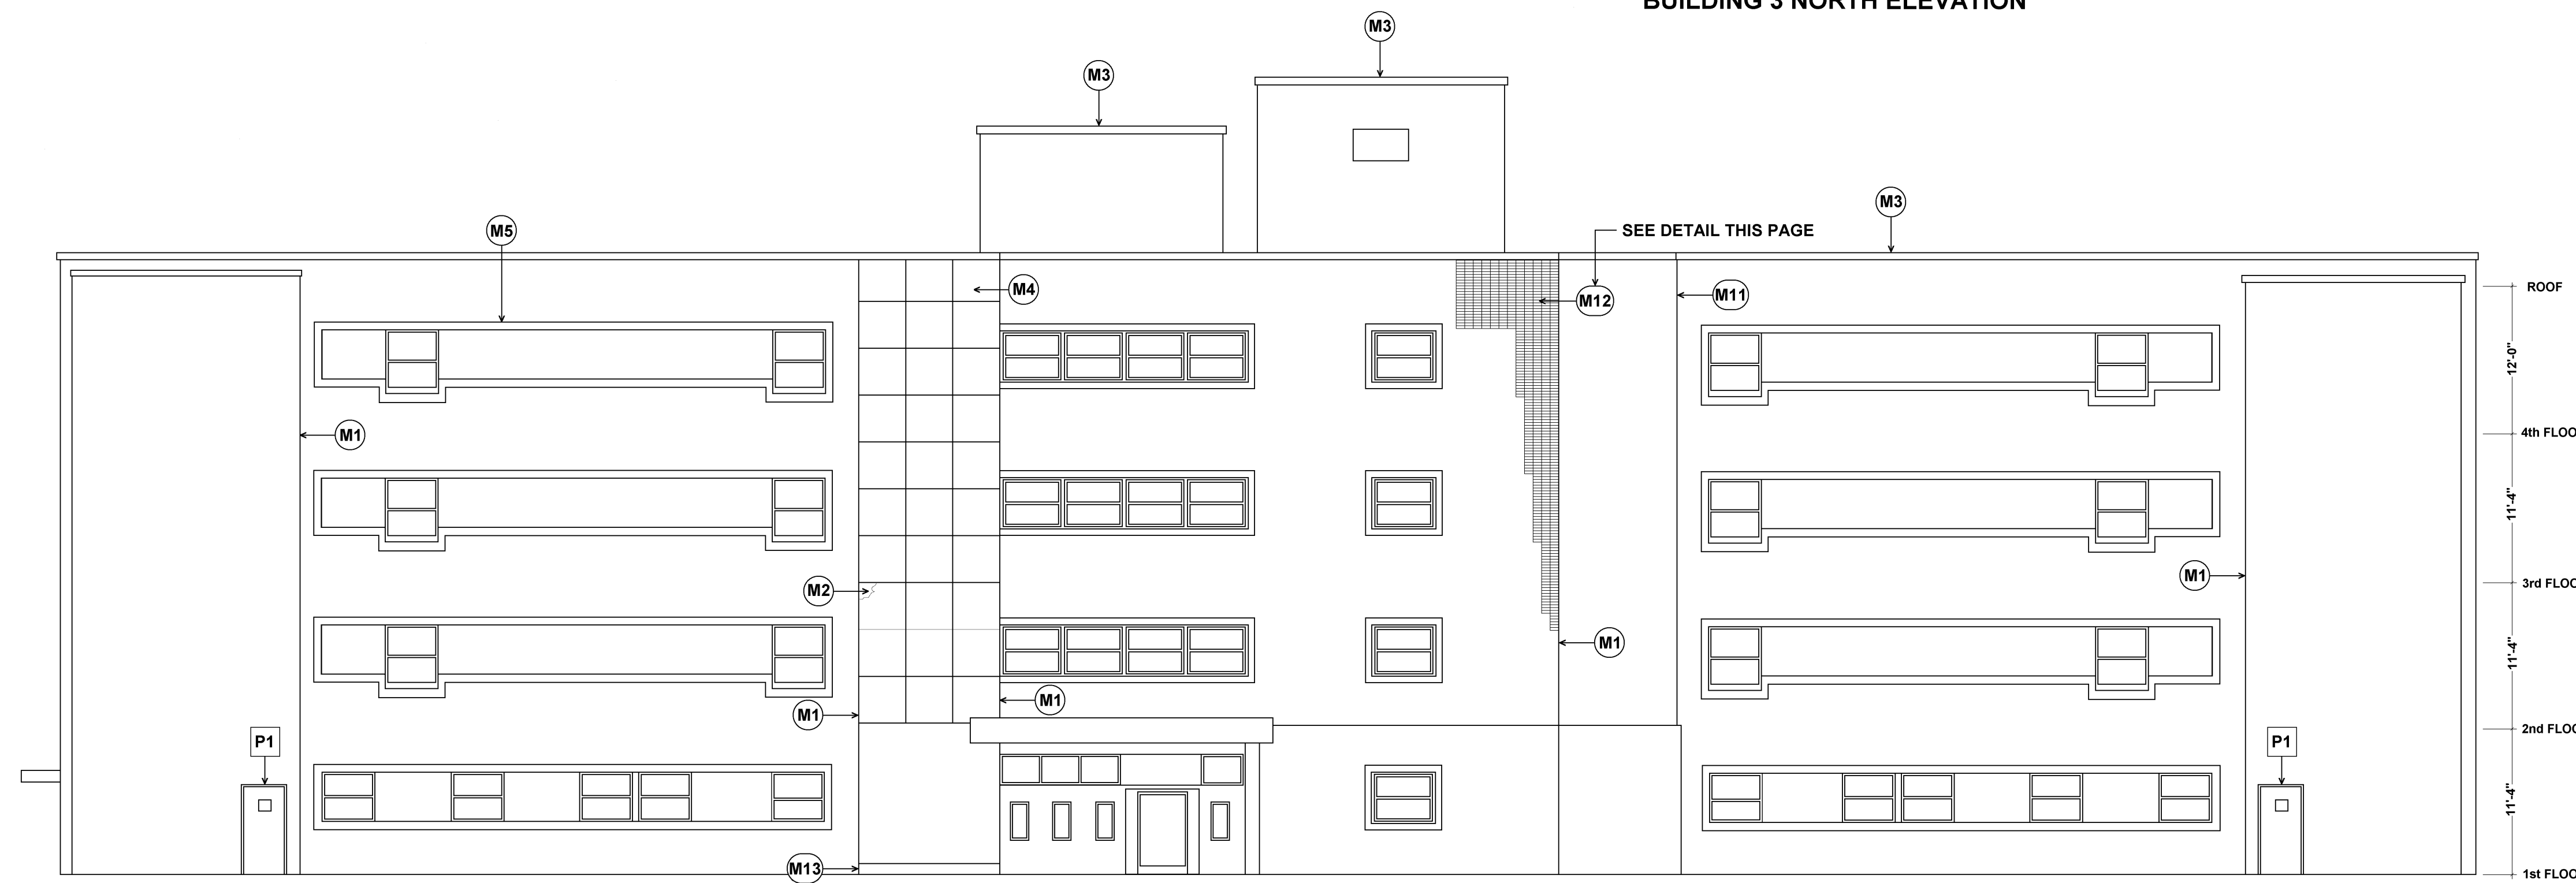 BUILDING 3 NORTH ELEVATION
M3
M3
M3
M5
SEE DETAIL THIS PAGE
M4
M12
M11
ROOF
12'-0"
M1
4th FLOO
11'-4"
M2
M1
3rd FLOO
M1
11'-4"
M1
M1
P1
P1
2nd FLOO
11'-4"
M13
1st FLOO